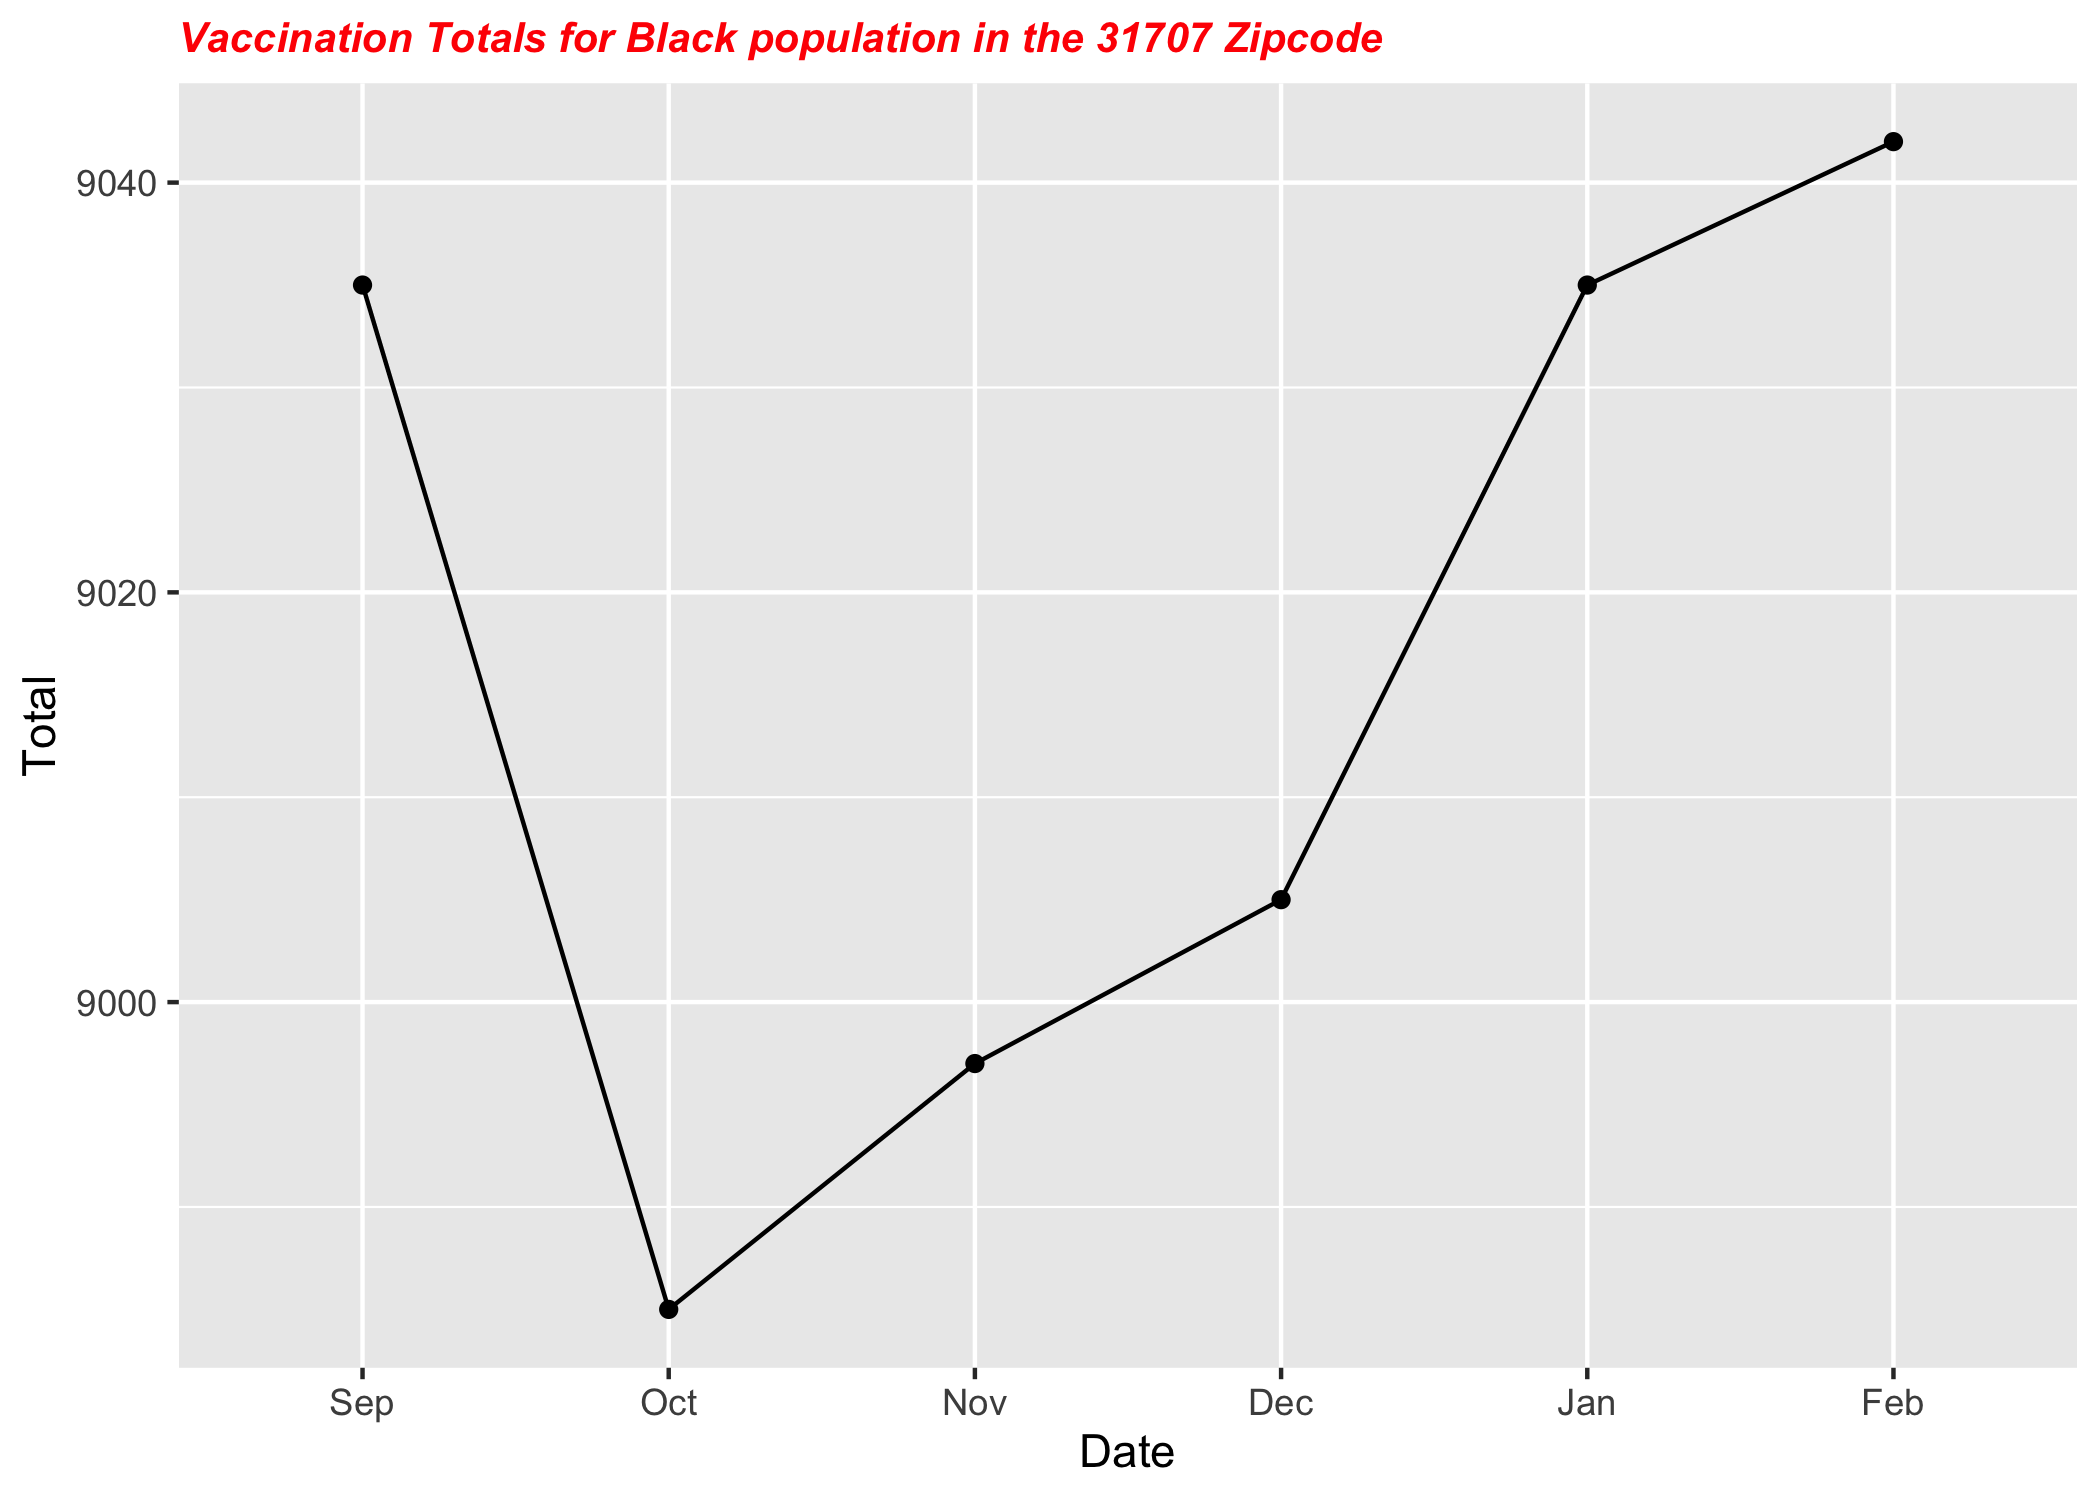 Vaccination Totals for Black population in the 31707 Zipcode
9040
9020
9000
Total
Sep Oct Nov Dec Jan Feb
Date